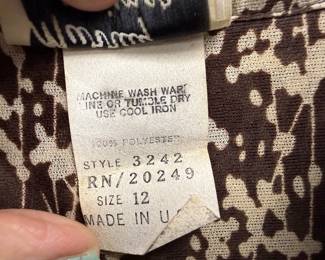 MACHINE WASH WARM
LINE OR TUMBLE DRY
USE COOL IRON
100% POLYESTER
STYLE 3242
RN/20249
SIZE 12
MADE IN U.S.